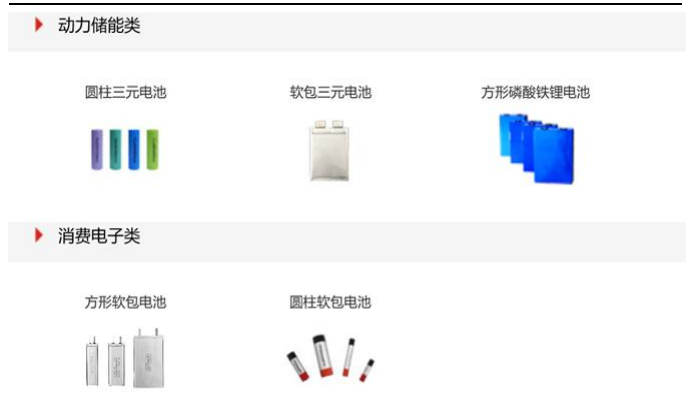 动力储能类
圆柱三元电池 软包三元电池 方形磷酸铁锂电池
消费电子类
方形软包电池 圆柱软包电池